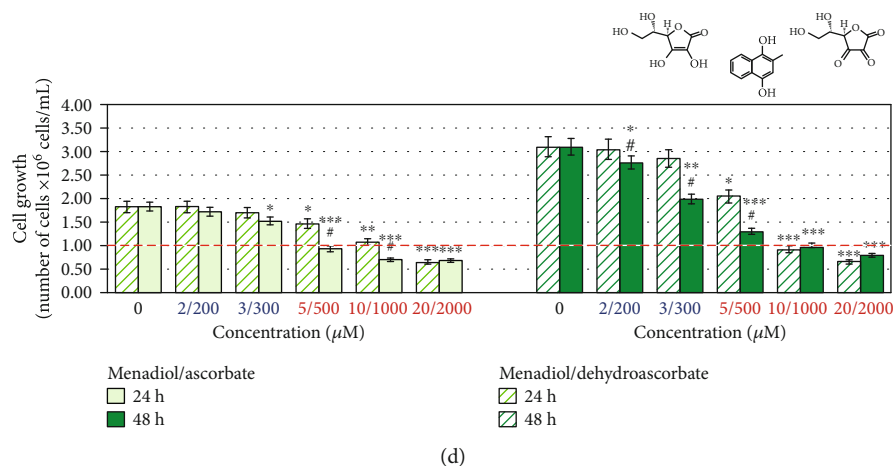 HO H O O HO HO OH
OH OH
HO H O O HO O O
Cell growth
(number of cells ×10⁶ cells/mL)
4.00
3.50
3.00
2.50
2.00
1.50
1.00
0.50
0.00
* * *** # ** *** # *** ***
* # ** # * *** # *** *** *** ***
0 2/200 3/300 5/500 10/1000 20/2000
0 2/200 3/300 5/500 10/1000 20/2000
Concentration (μM) Concentration (μM)
Menadiol/ascorbate
24 h
48 h
Menadiol/dehydroascorbate
24 h
48 h
(d)